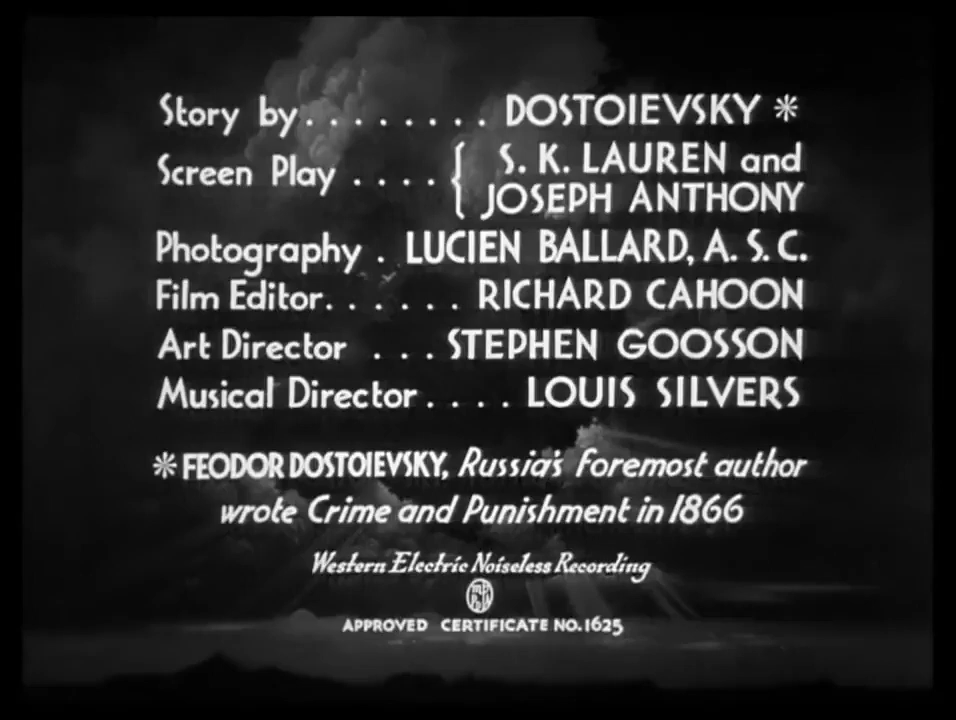 Story by........ DOSTOIEVSKY *
Screen Play .... { S. K. LAUREN and
JOSEPH ANTHONY
Photography . LUCIEN BALLARD, A. S. C.
Film Editor...... RICHARD CAHOON
Art Director ... STEPHEN GOOSSON
Musical Director.... LOUIS SILVERS
* FEODOR DOSTOIEVSKY, Russia's foremost author
wrote Crime and Punishment in 1866
Western Electric Noiseless Recording
APPROVED CERTIFICATE NO. 1625